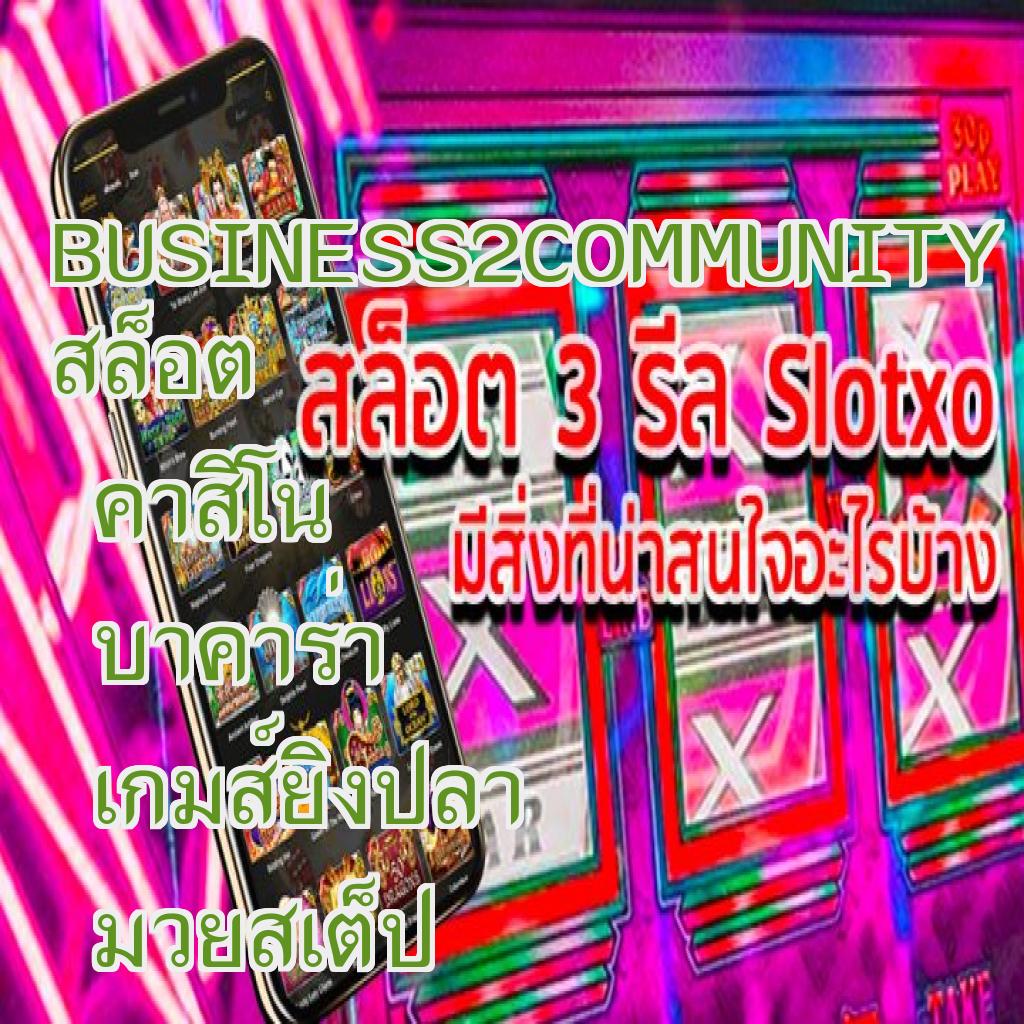 30p
PLAY
BUSINESS2COMMUNITY
สล็อต
สล็อต 3 รีล Slotxo
คาสิโน
มีสิ่งที่น่าสนใจอะไรบ้าง
บาคาร่า
เกมส์ยิงปลา
มวยสเต็ป
TAKE